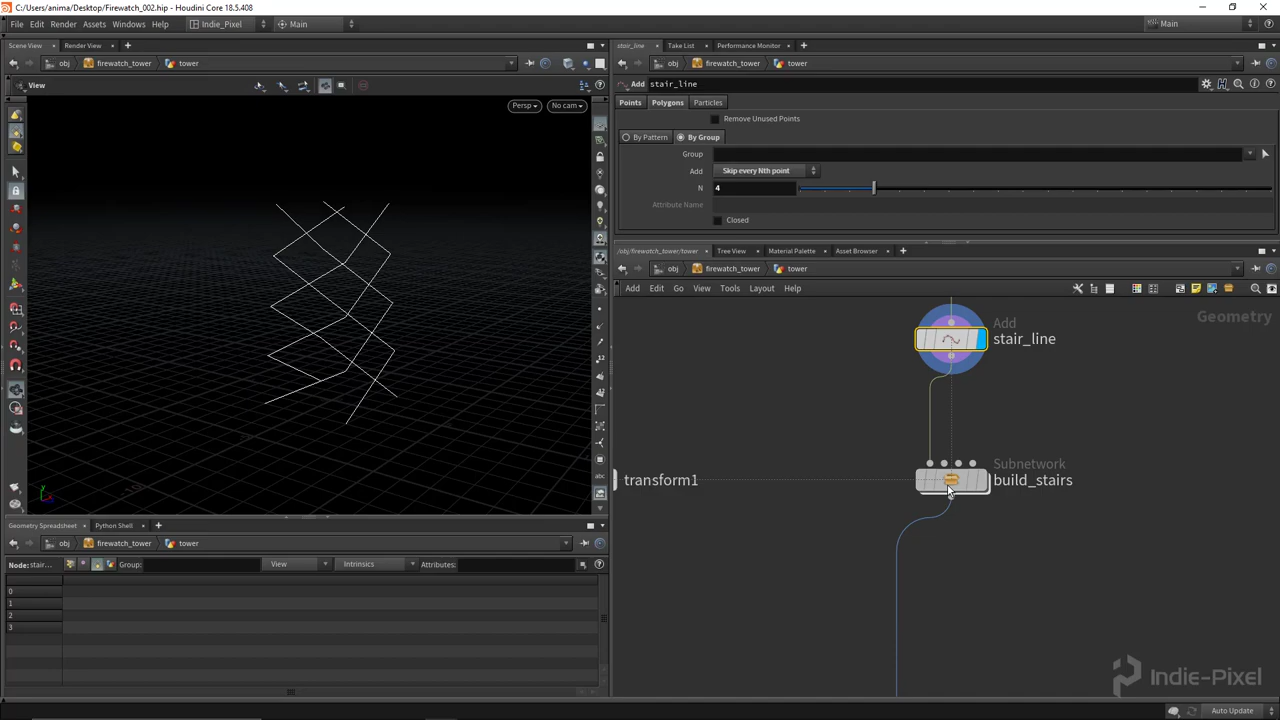 C:/Users/anima/Desktop/Firewatch_002.hip - Houdini Core 18.5.408
File Edit Render Assets Windows Help Indie_Pixel Main Main
Scene View Render View
obj firewatch_tower tower
View
Persp No cam
stair_line Take List Performance Monitor
obj firewatch_tower tower
Add stair_line
Points Polygons Particles
Remove Unused Points
By Pattern By Group
Group
Add Skip every Nth point
N 4
Attribute Name
Closed
/obj/firewatch_tower/tower Tree View Material Palette Asset Browser
obj firewatch_tower tower
Add Edit Go View Tools Layout Help
Geometry
Add
stair_line
Subnetwork
build_stairs
transform1
Geometry Spreadsheet Python Shell
obj firewatch_tower tower
Node: stair... Group: View Intrinsics Attributes:
0
1
2
3
Indie-Pixel
Auto Update